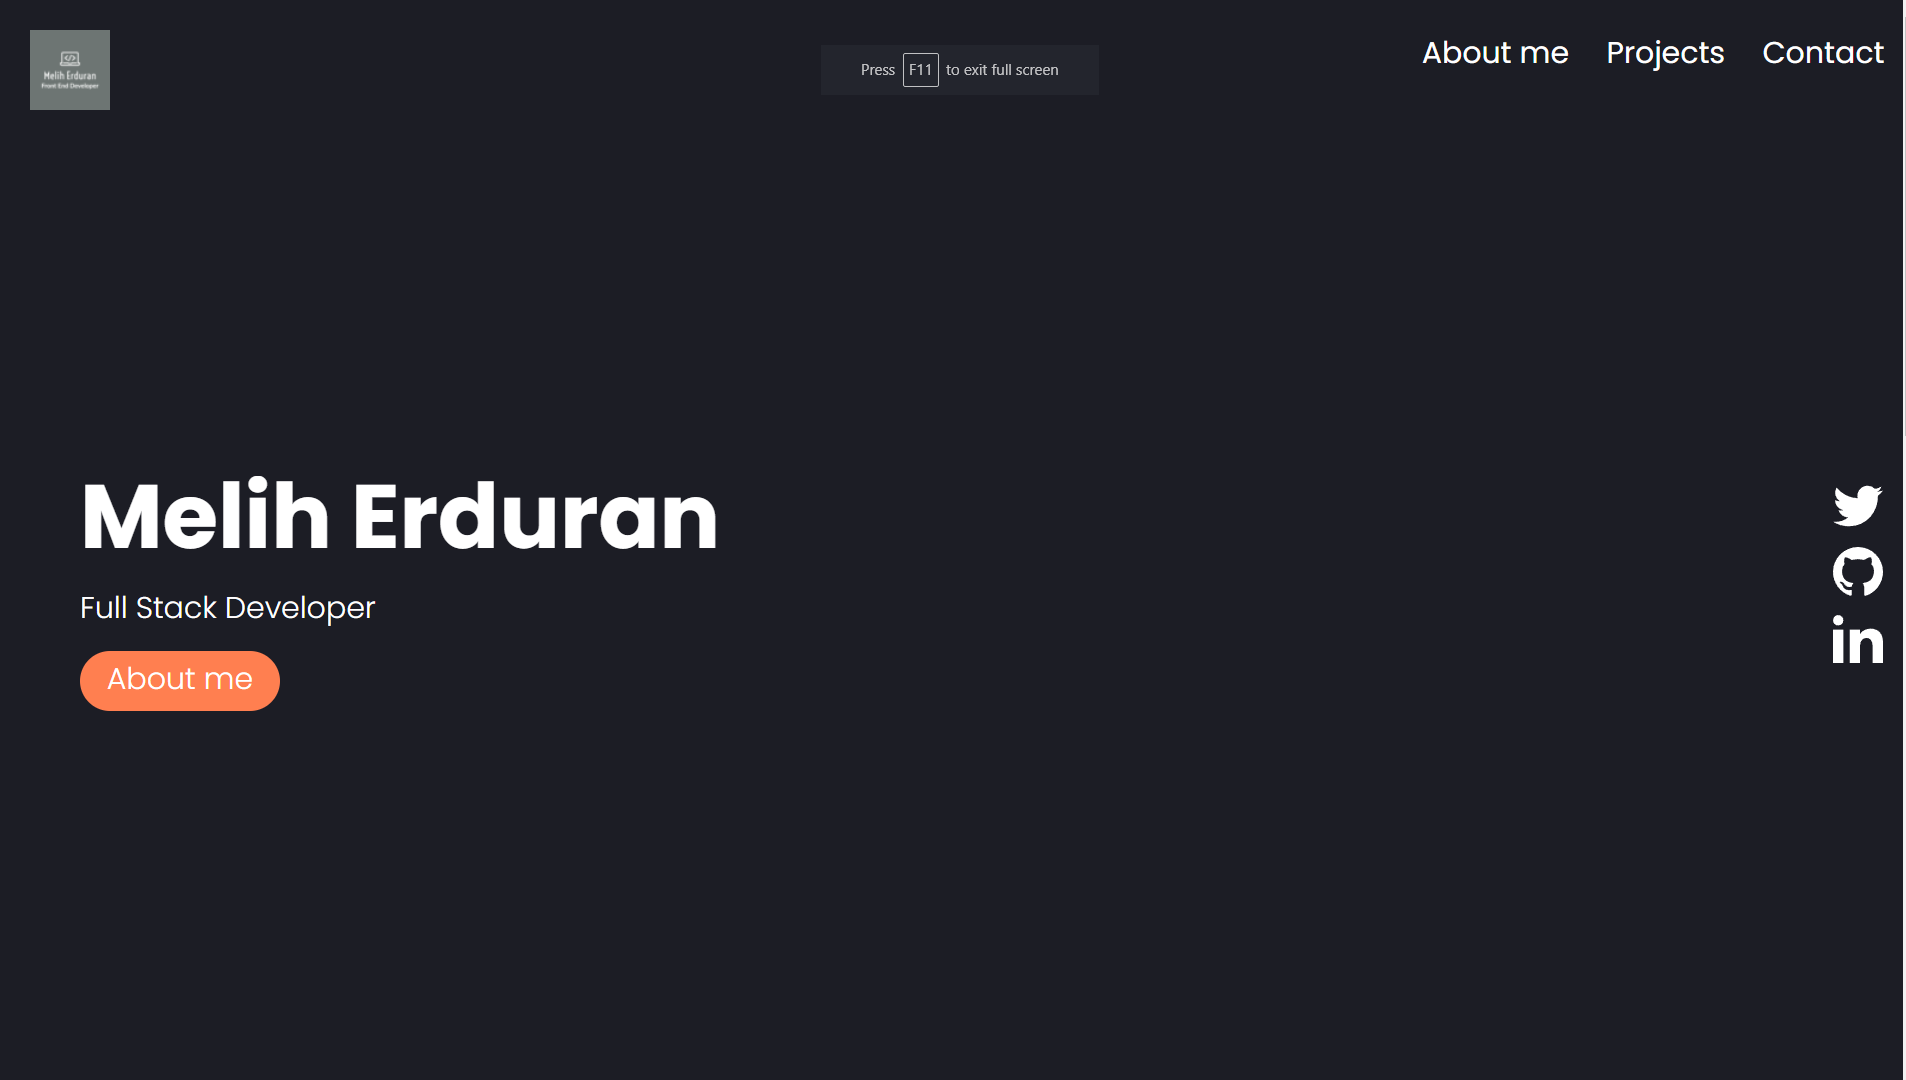 Melih Erduran
Front End Developer
Press F11 to exit full screen
About me Projects Contact
Melih Erduran
Full Stack Developer
About me
in